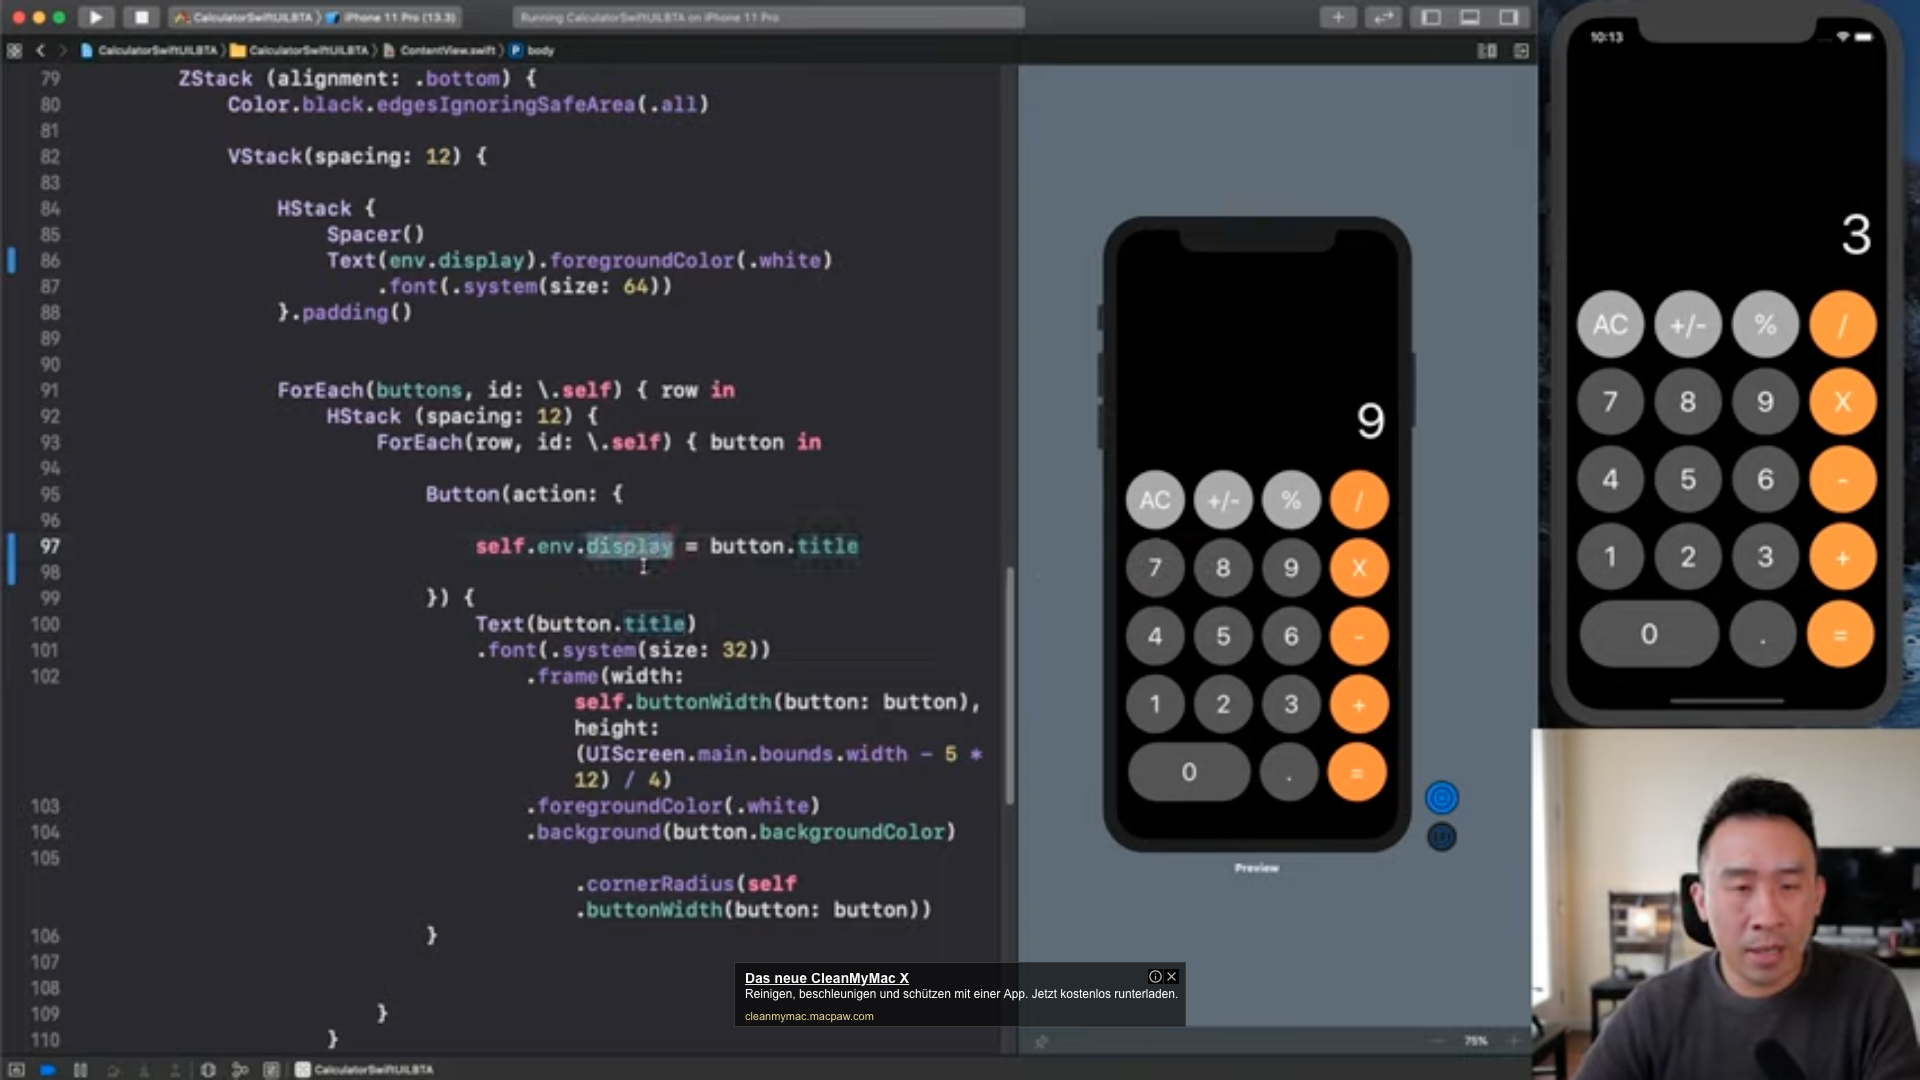 CalculatorSwiftUILBTA
iPhone 11 Pro (13.3)
Running CalculatorSwiftUILBTA on iPhone 11 Pro
CalculatorSwiftUILBTA
CalculatorSwiftUILBTA
ContentView.swift
P
body
79 ZStack (alignment: .bottom) {
80 Color.black.edgesIgnoringSafeArea(.all)
81
82 VStack(spacing: 12) {
83
84 HStack {
85 Spacer()
86 Text(env.display).foregroundColor(.white)
87 .font(.system(size: 64))
88 }.padding()
89
90
91 ForEach(buttons, id: \.self) { row in
92 HStack (spacing: 12) {
93 ForEach(row, id: \.self) { button in
94
95 Button(action: {
96
97 self.env.display = button.title
98
99 }) {
100 Text(button.title)
101 .font(.system(size: 32))
102 .frame(width:
self.buttonWidth(button: button),
height:
(UIScreen.main.bounds.width - 5 *
12) / 4)
103 .foregroundColor(.white)
104 .background(button.backgroundColor)
105
.cornerRadius(self
.buttonWidth(button: button))
106 }
107
108
109 }
110 }
CalculatorSwiftUILBTA
9
AC +/- % /
7 8 9 X
4 5 6 -
1 2 3 +
0 . =
Preview
75%
10:13
3
AC +/- % /
7 8 9 X
4 5 6 -
1 2 3 +
0 . =
Das neue CleanMyMac X
Reinigen, beschleunigen und schützen mit einer App. Jetzt kostenlos runterladen.
cleanmymac.macpaw.com